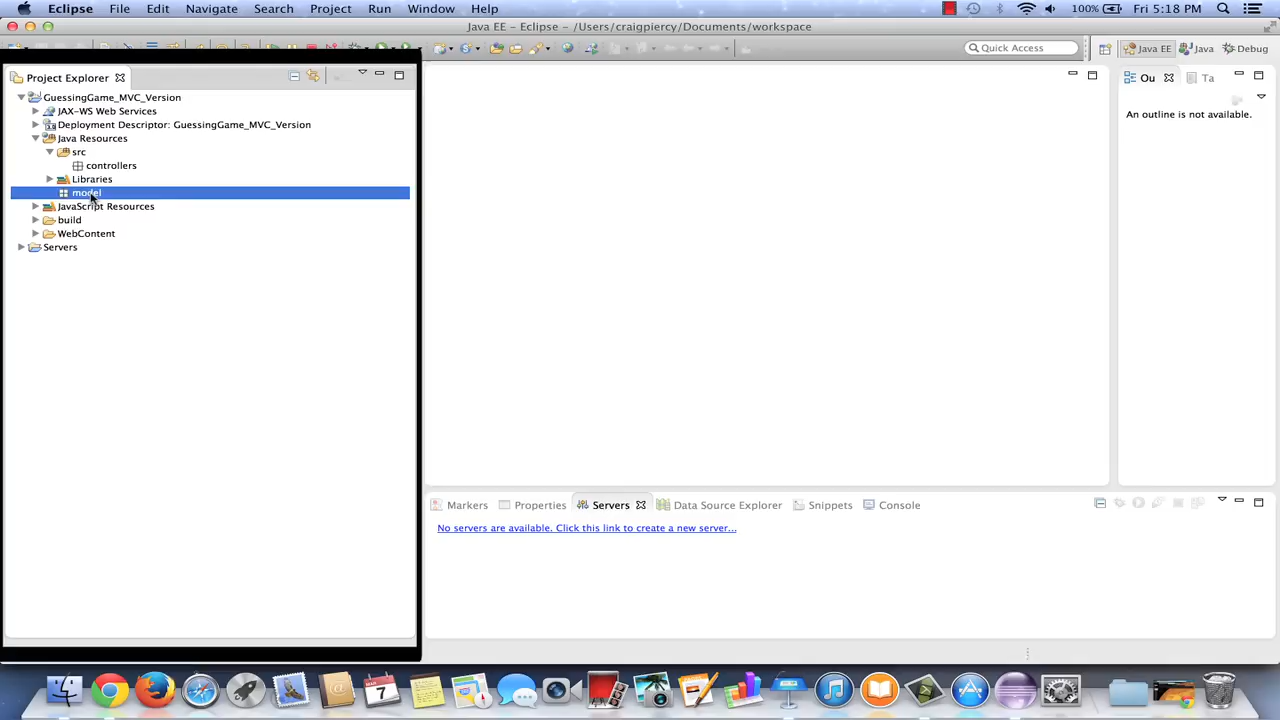 Eclipse File Edit Navigate Search Project Run Window Help 100% Fri 5:18 PM
Java EE - Eclipse - /Users/craigpiercy/Documents/workspace
Quick Access Java EE Java Debug
Project Explorer
Ou Ta
GuessingGame_MVC_Version
JAX-WS Web Services
An outline is not available.
Deployment Descriptor: GuessingGame_MVC_Version
Java Resources
src
controllers
Libraries
model
JavaScript Resources
build
WebContent
Servers
Markers Properties Servers Data Source Explorer Snippets Console
No servers are available. Click this link to create a new server...
MAR
7